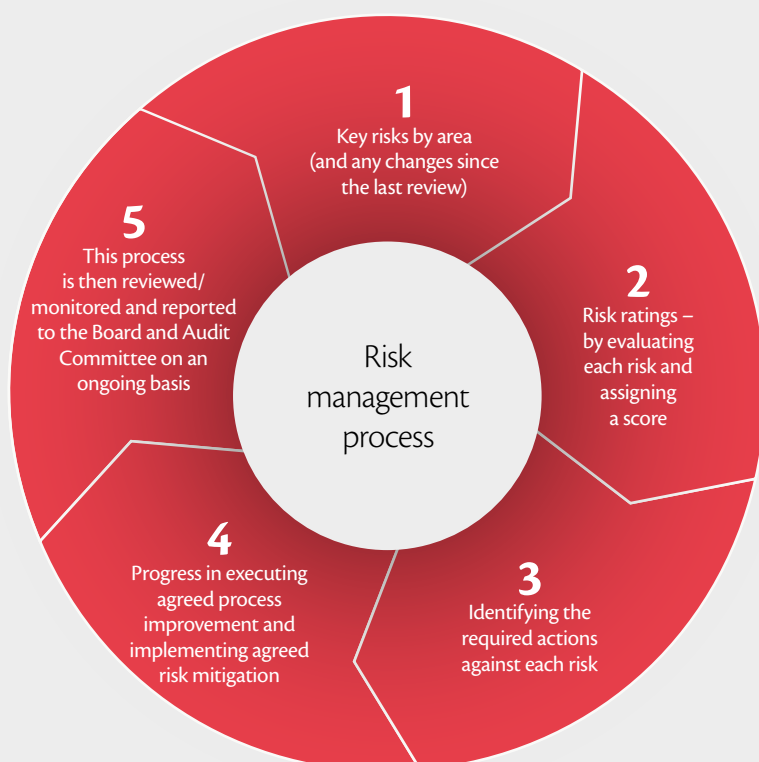 1
Key risks by area
(and any changes since
the last review)
2
Risk ratings –
by evaluating
each risk and
assigning
a score
3
Identifying the
required actions
against each risk
4
Progress in executing
agreed process
improvement and
implementing agreed
risk mitigation
5
This process
is then reviewed/
monitored and reported
to the Board and Audit
Committee on an
ongoing basis
Risk
management
process